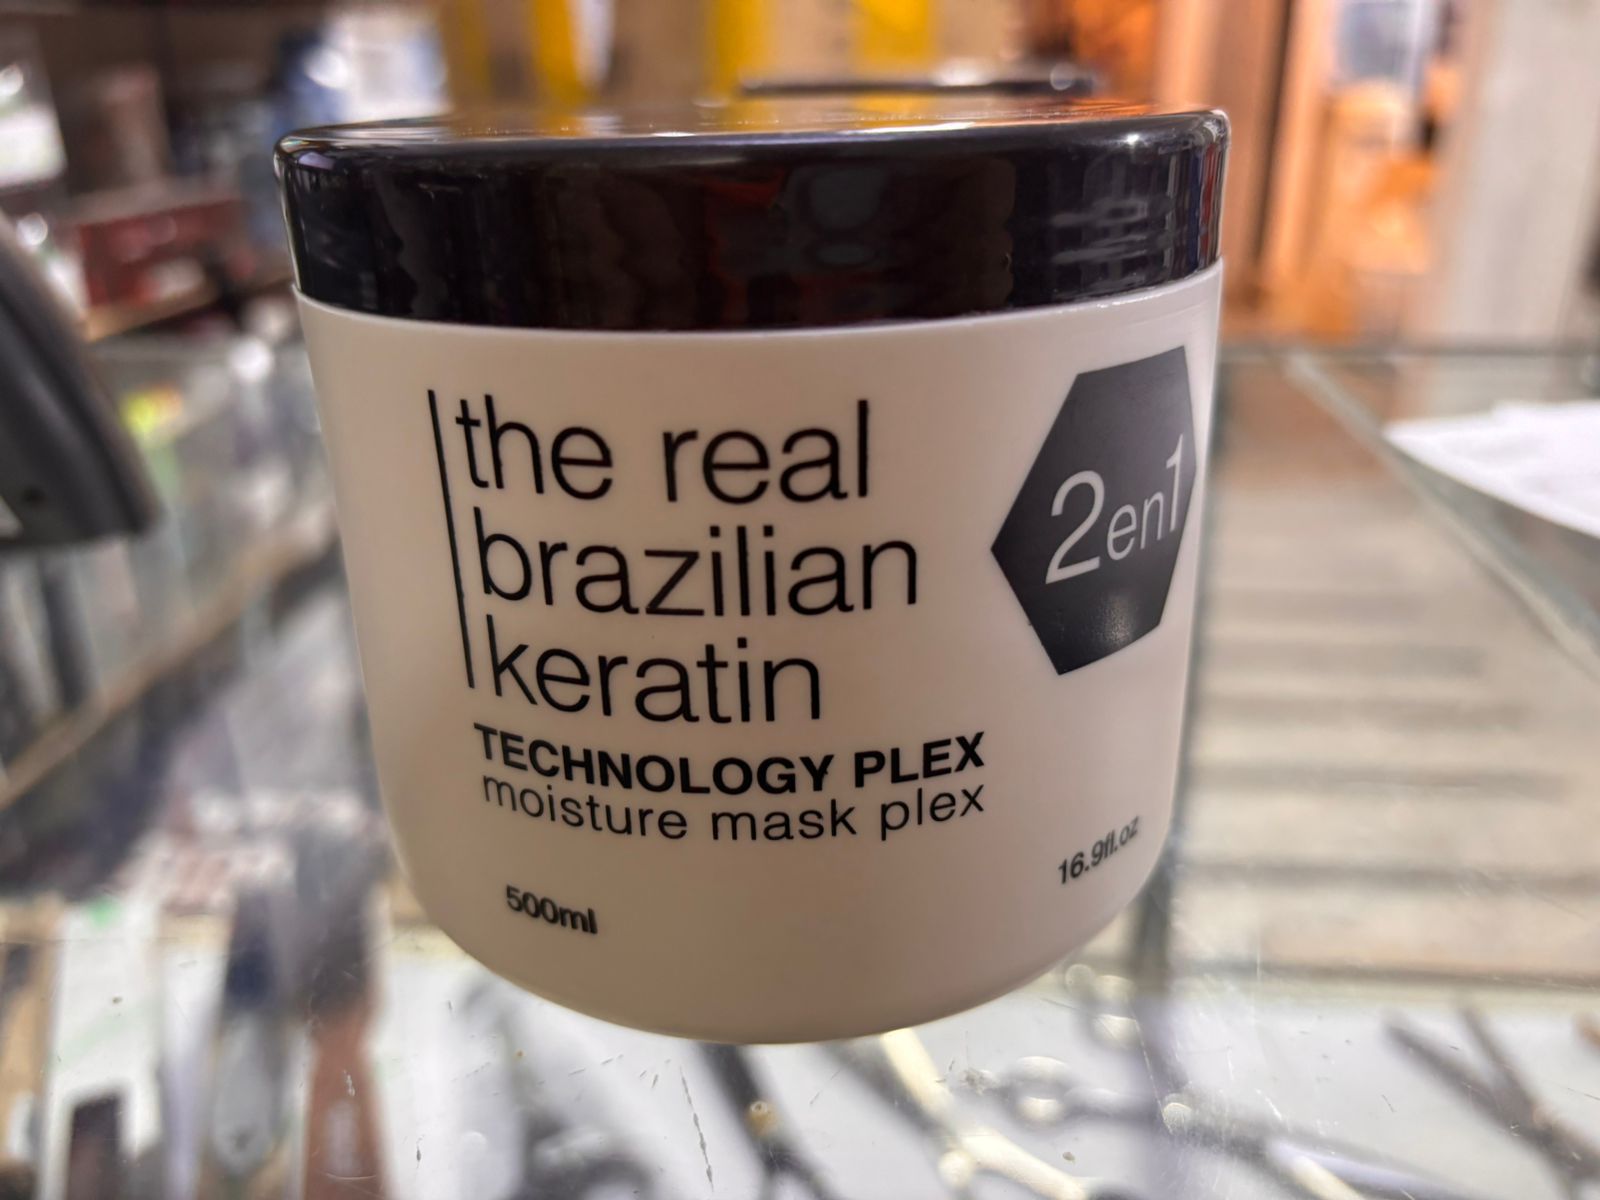 the real
brazilian
keratin
TECHNOLOGY PLEX
moisture mask plex
2en1
500ml
16.9fl.oz